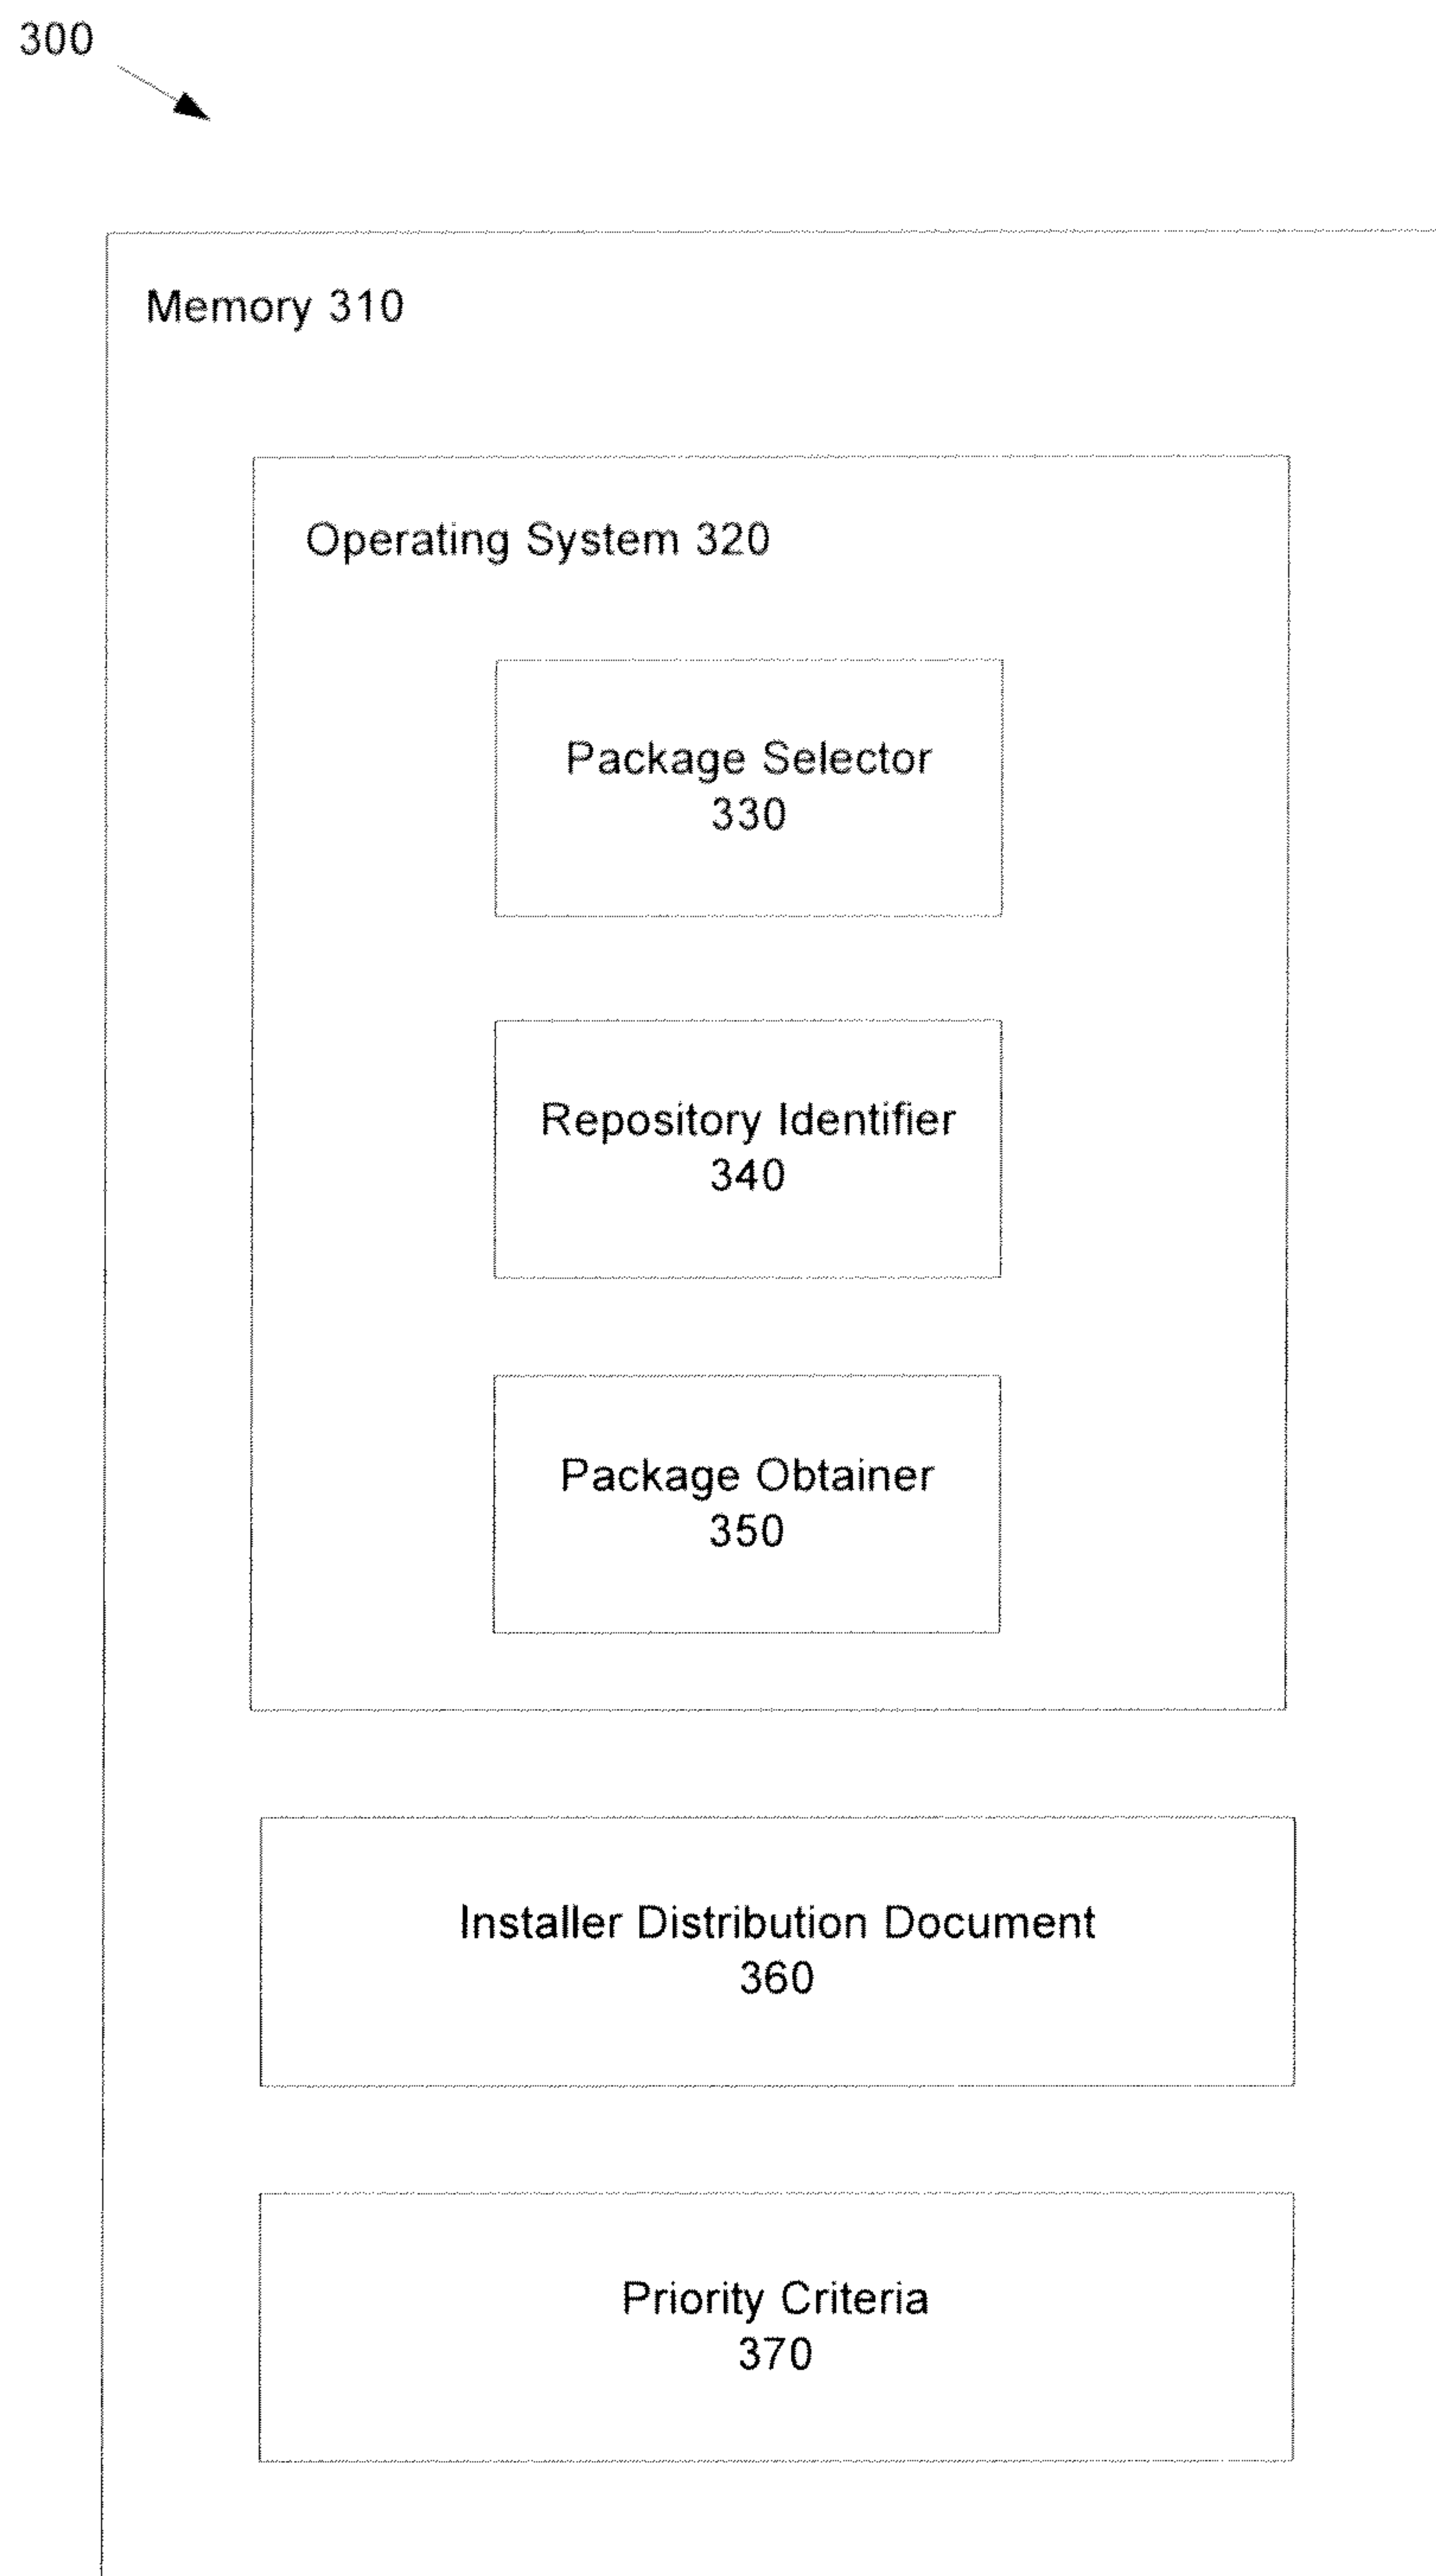 300
Memory 310
Operating System 320
Package Selector
330
Repository Identifier
340
Package Obtainer
350
Installer Distribution Document
360
Priority Criteria
370